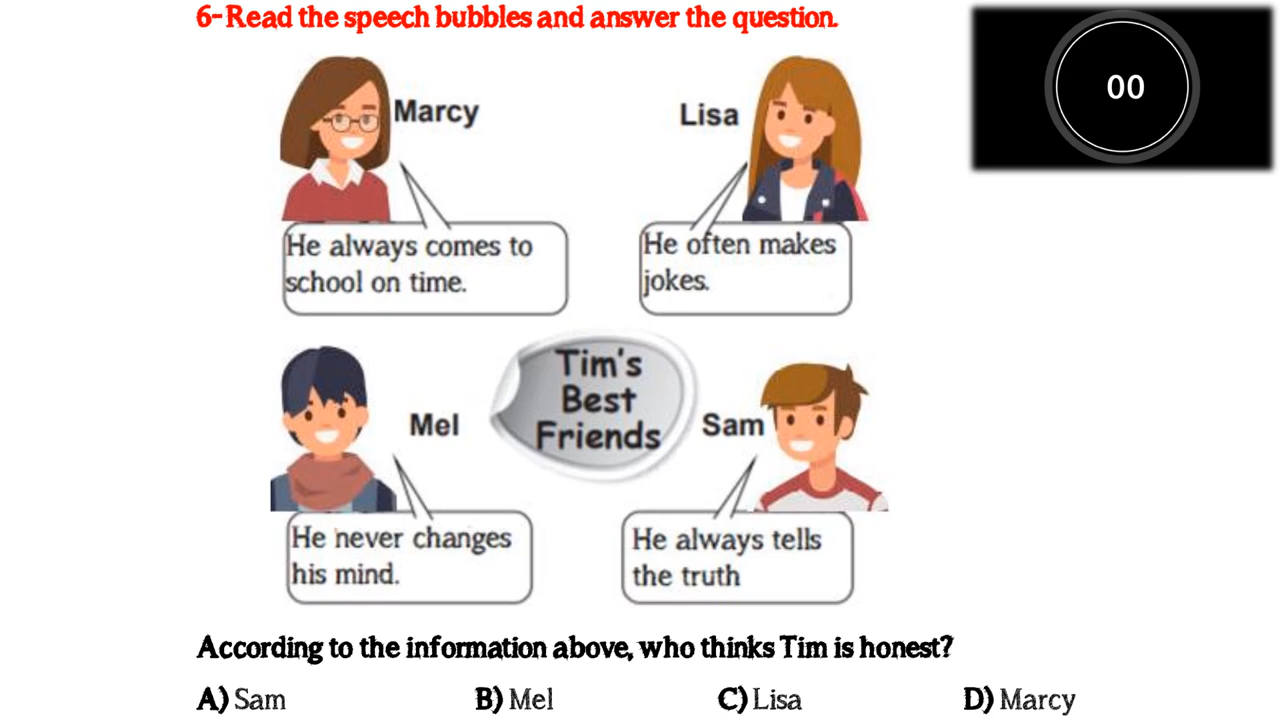 6-Read the speech bubbles and answer the question.
00
Marcy
Lisa
He always comes to
school on time.
He often makes
jokes.
Tim's
Best
Friends
Mel
Sam
He never changes
his mind.
He always tells
the truth
According to the information above, who thinks Tim is honest?
A) Sam B) Mel C) Lisa D) Marcy